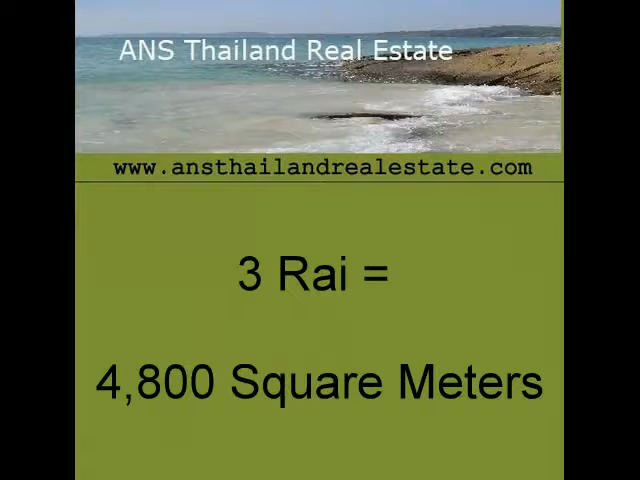 ANS Thailand Real Estate
www.ansthailandrealestate.com
3 Rai =
4,800 Square Meters